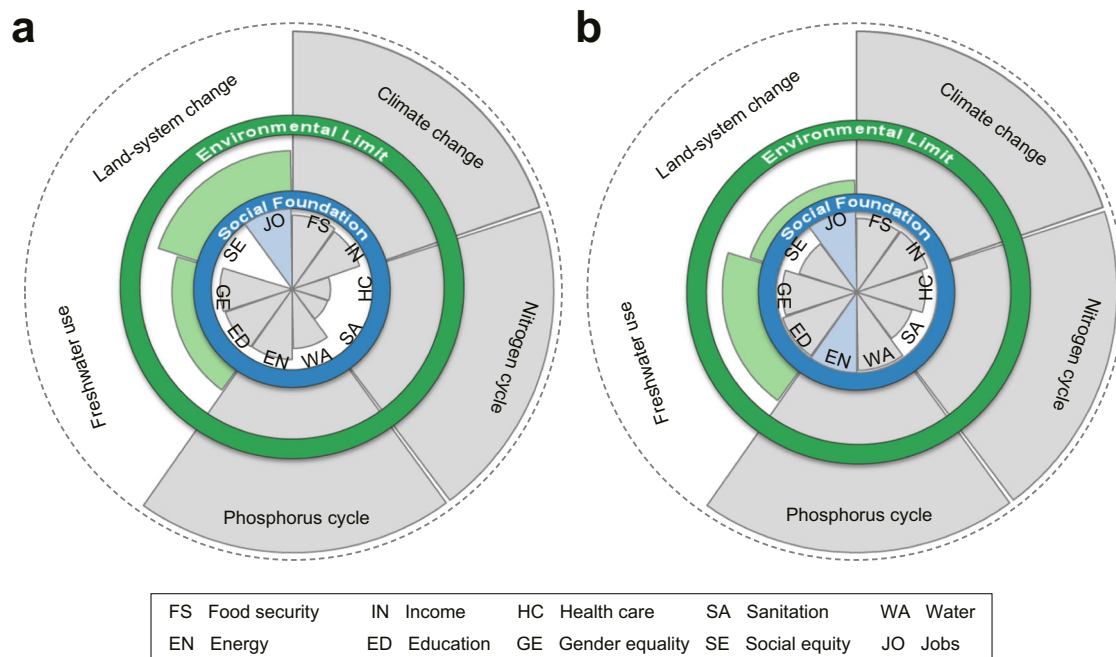 a
Land-system change
Climate change
Environmental Limit
Social Foundation
JO
FS
IN
HC
SA
WA
EN
ED
GE
SE
Freshwater use
Nitrogen cycle
Phosphorus cycle
b
Land-system change
Climate change
Environmental Limit
Social Foundation
JO
FS
IN
HC
SA
WA
EN
ED
GE
SE
Freshwater use
Nitrogen cycle
Phosphorus cycle
FS Food security IN Income HC Health care SA Sanitation WA Water
EN Energy ED Education GE Gender equality SE Social equity JO Jobs